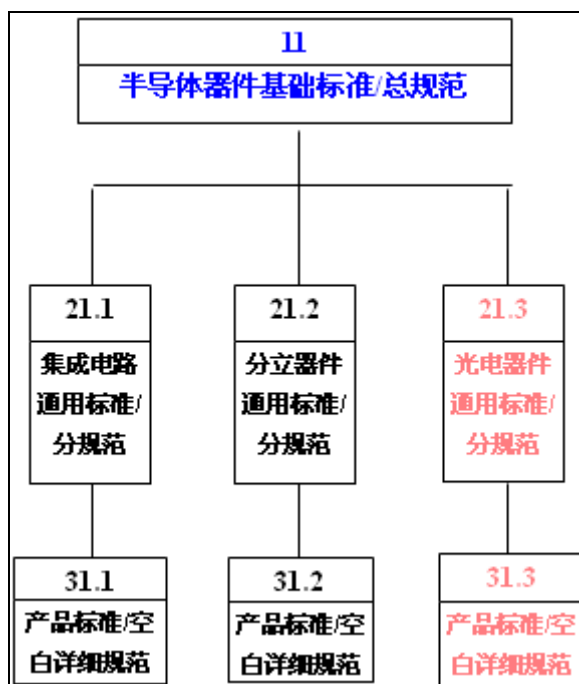 11
半导体器件基础标准/总规范
21.1
集成电路
通用标准/
分规范
21.2
分立器件
通用标准/
分规范
21.3
光电器件
通用标准/
分规范
31.1
产品标准/空
白详细规范
31.2
产品标准/空
白详细规范
31.3
产品标准/空
白详细规范